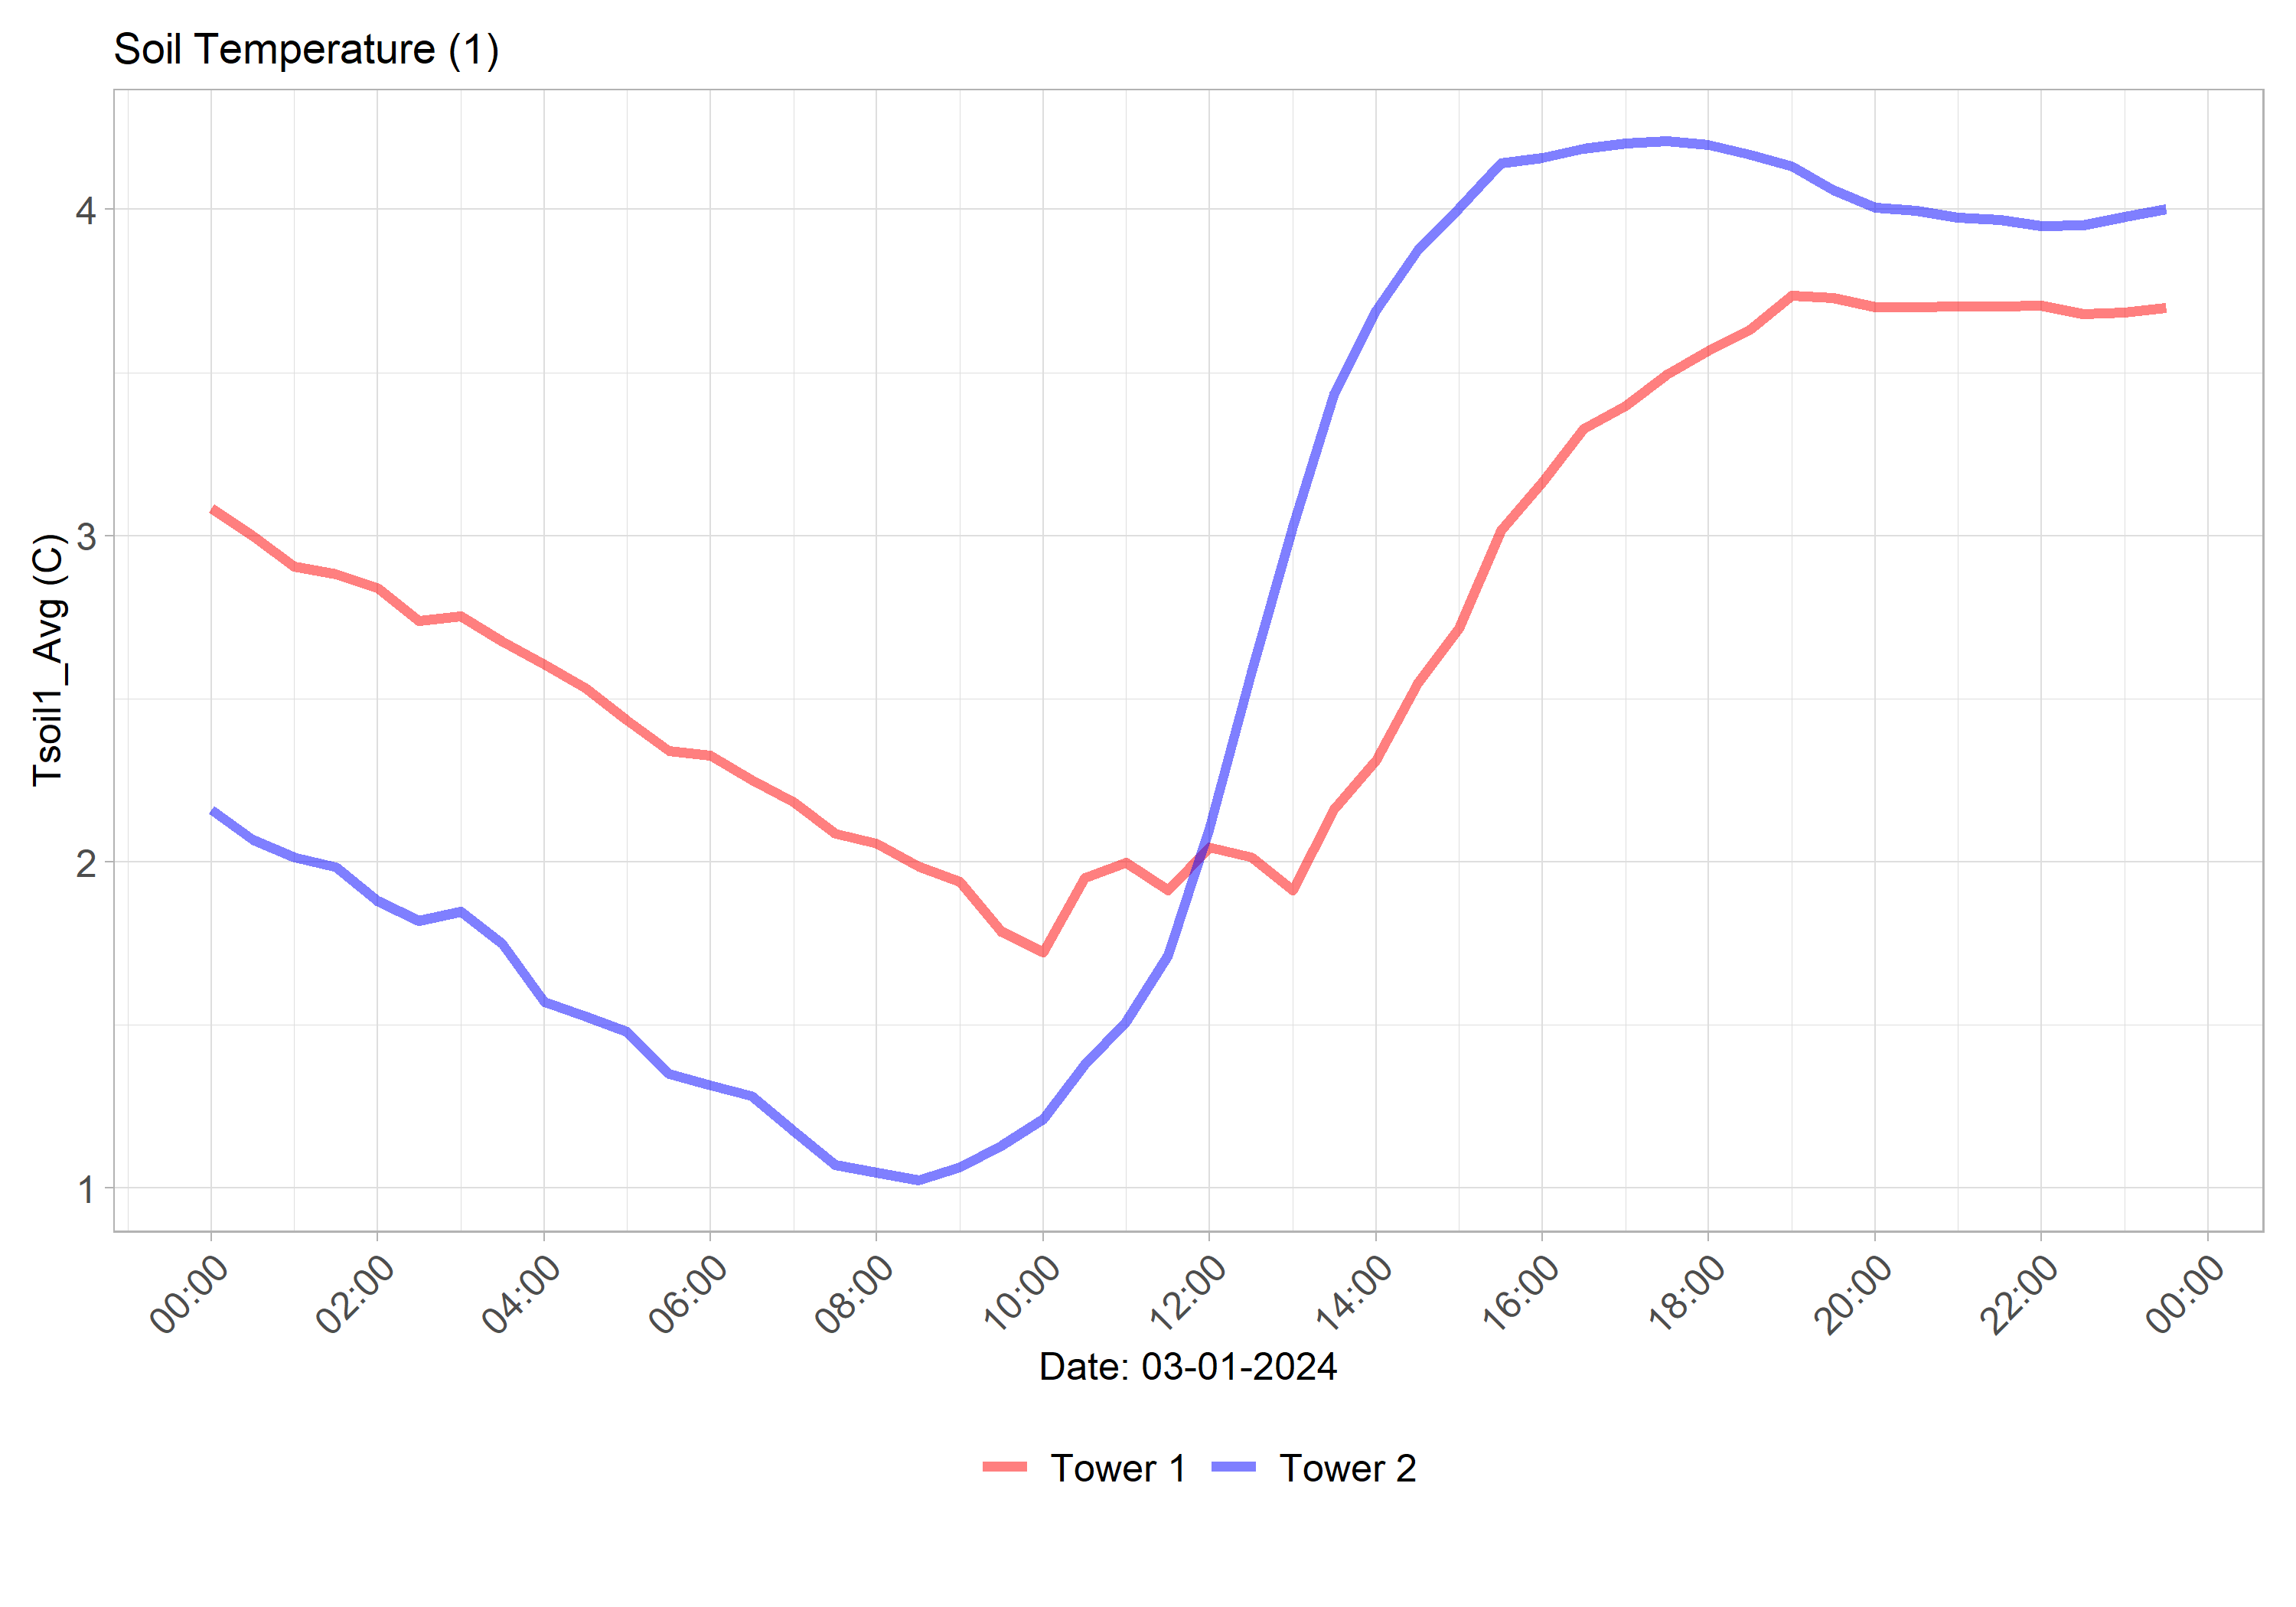 Soil Temperature (1)
Tsoil1_Avg (C)
4
3
2
1
00:00 02:00 04:00 06:00 08:00 10:00 12:00 14:00 16:00 18:00 20:00 22:00 00:00
Date: 03-01-2024
Tower 1 Tower 2